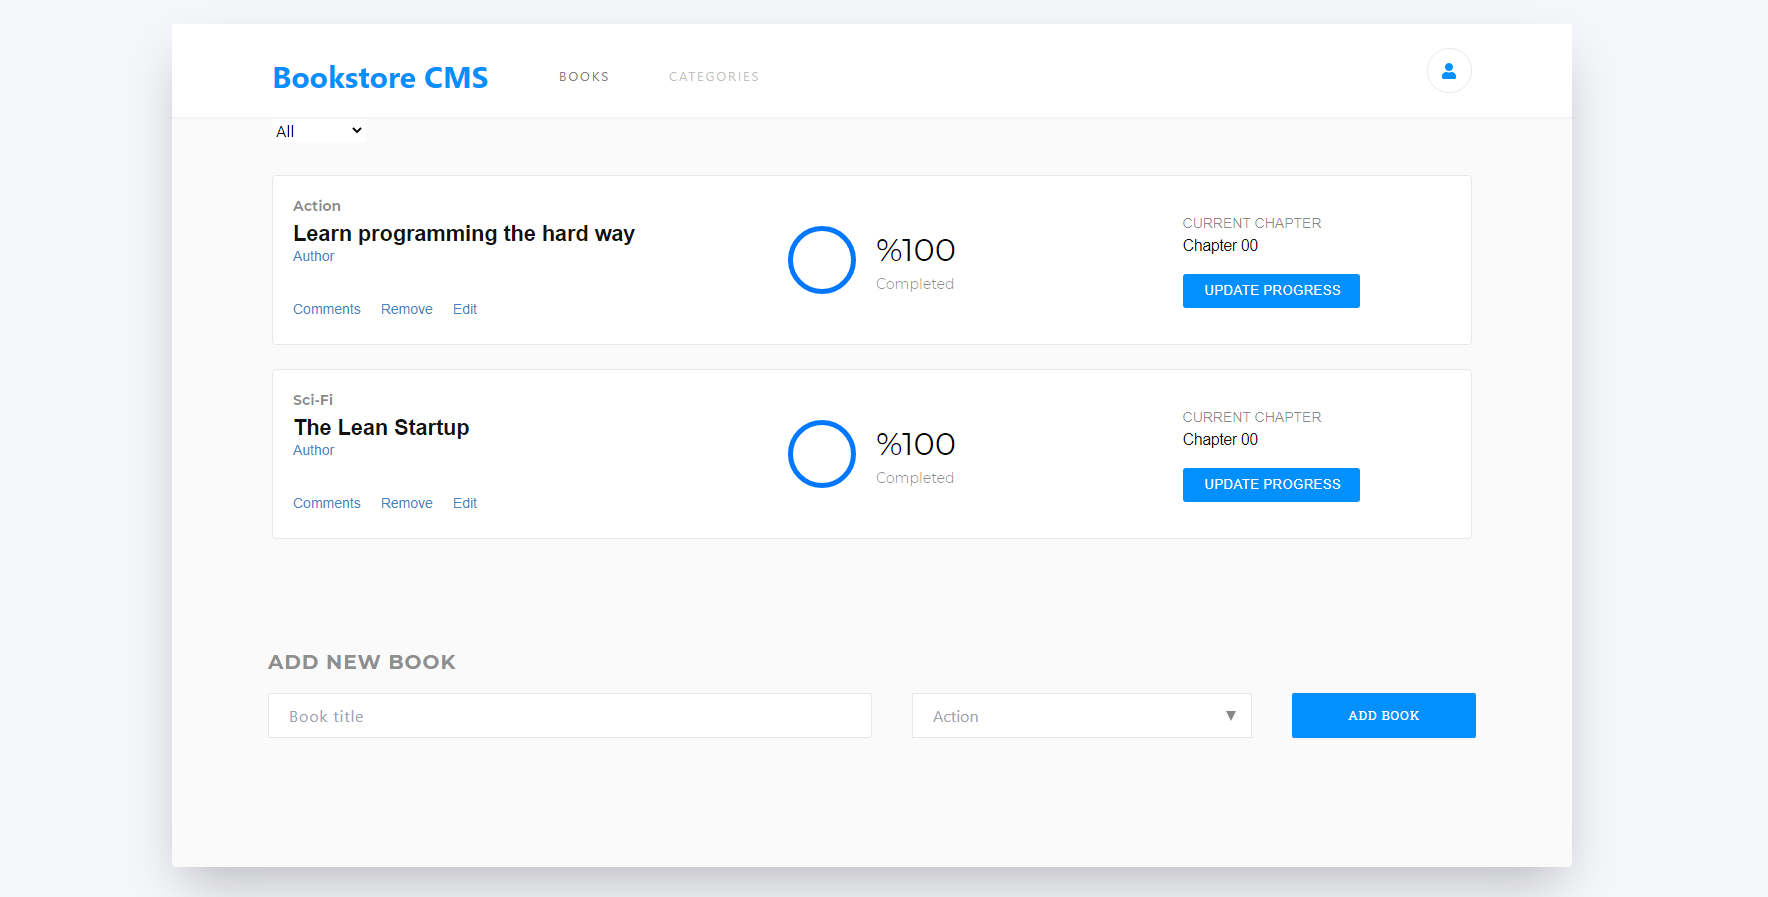 Bookstore CMS BOOKS CATEGORIES
All
Action
Learn programming the hard way
Author
Comments Remove Edit
%100
Completed
CURRENT CHAPTER
Chapter 00
UPDATE PROGRESS
Sci-Fi
The Lean Startup
Author
Comments Remove Edit
%100
Completed
CURRENT CHAPTER
Chapter 00
UPDATE PROGRESS
ADD NEW BOOK
Book title Action ADD BOOK